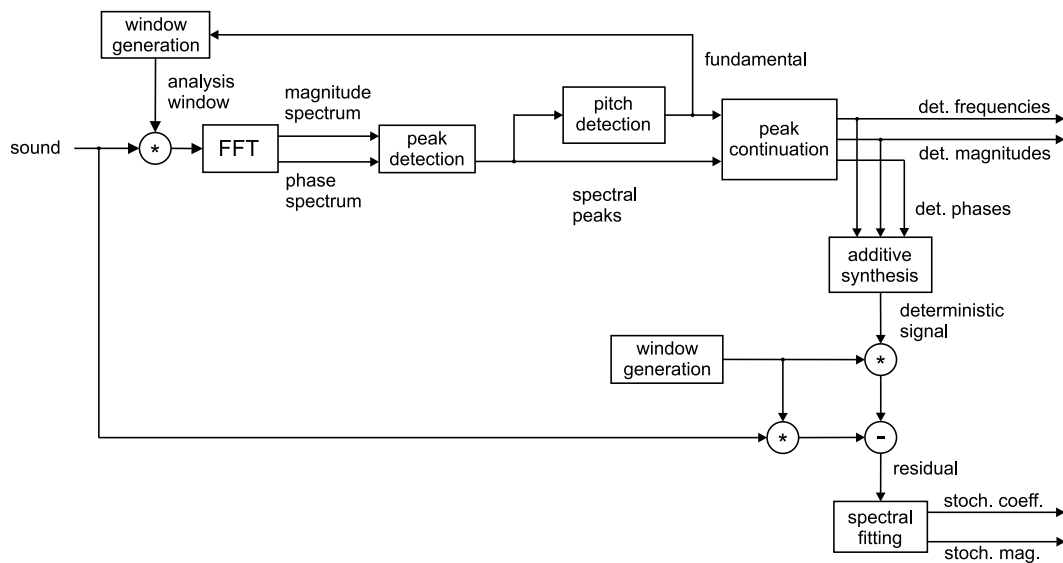 window
generation
fundamental
analysis
window
magnitude
spectrum
pitch
detection
det. frequencies
sound
*
FFT
peak
detection
peak
continuation
det. magnitudes
phase
spectrum
spectral
peaks
det. phases
additive
synthesis
deterministic
signal
window
generation
*
*
-
residual
spectral
fitting
stoch. coeff.
stoch. mag.